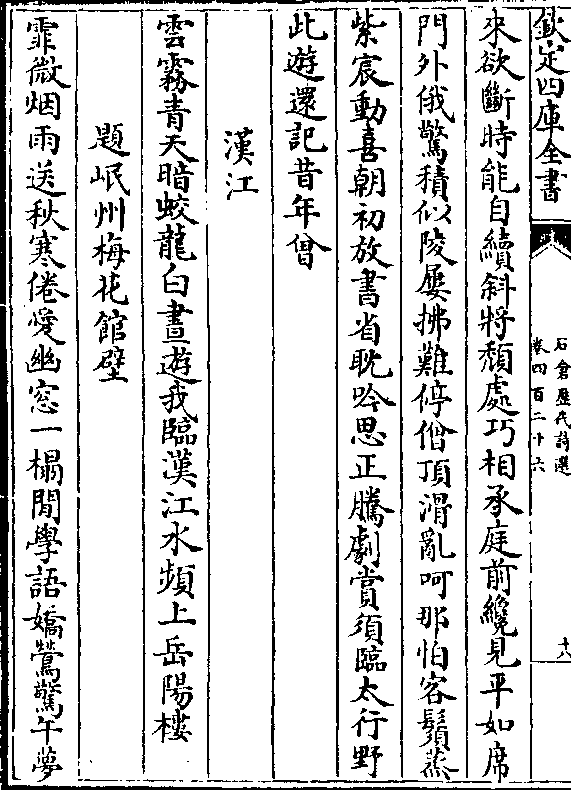 欽定四庫全書
石倉歷代詩選
卷四百二十六
十八
來欲斷時能自續斜將頹處巧相承庭前纔見平如席
門外俄驚積似陵屢拂難停僧頂滑亂呵那怕客鬚蒸
紫宸動喜朝初放書省耽吟思正騰劇賞須臨太行野
此遊還記昔年曾
漢江
雲霧青天暗蛟龍白晝遊我臨漢江水頻上岳陽樓
題岷州梅花館壁
霏微烟雨送秋寒倦愛幽窓一榻閒學語嬌鶯驚午夢